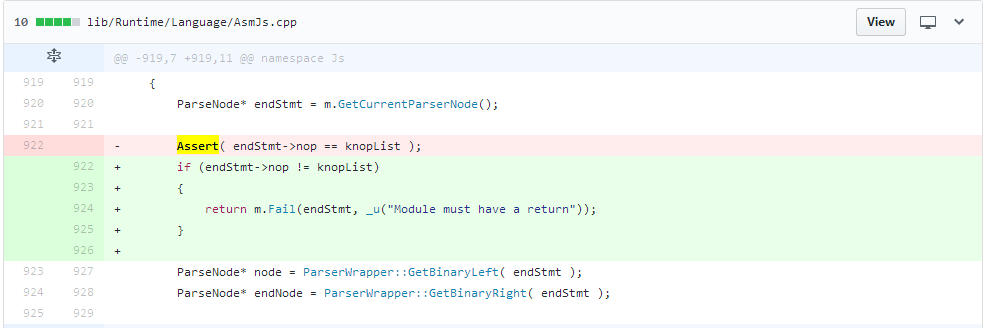 10 lib/Runtime/Language/AsmJs.cpp View
@@ -919,7 +919,11 @@ namespace Js
919 919 {
920 920 ParseNode* endStmt = m.GetCurrentParserNode();
921 921
922 - Assert( endStmt->nop == knopList );
922 + if (endStmt->nop != knopList)
923 + {
924 + return m.Fail(endStmt, _u("Module must have a return"));
925 + }
926 +
923 927 ParseNode* node = ParserWrapper::GetBinaryLeft( endStmt );
924 928 ParseNode* endNode = ParserWrapper::GetBinaryRight( endStmt );
925 929